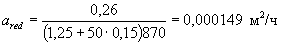 a_red = 0,26 / ((1,25 + 50 · 0,15)870) = 0,000149 м²/ч